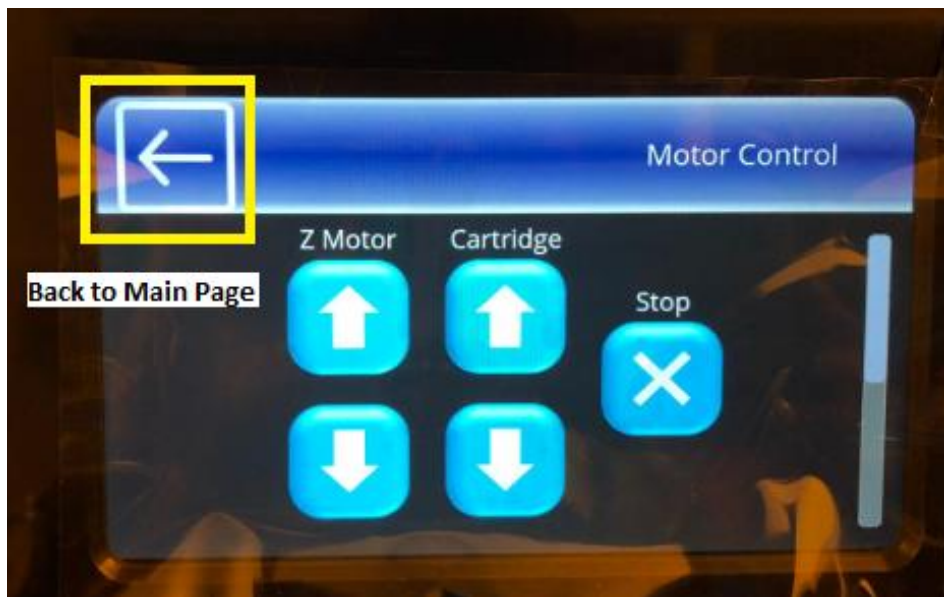 Motor Control
Z Motor
Cartridge
Back to Main Page
Stop